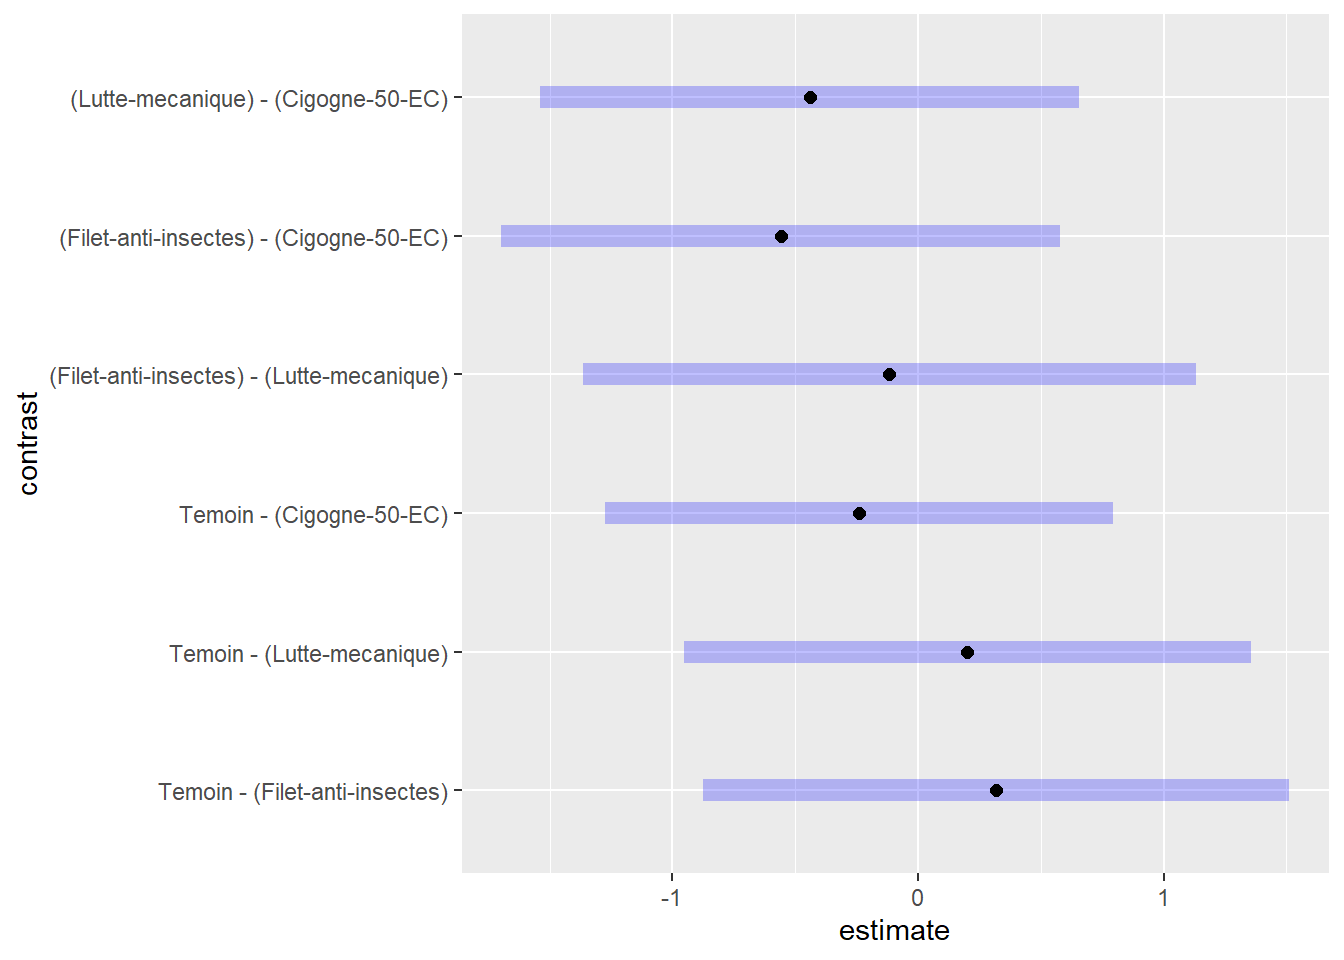 (Lutte-mecanique) - (Cigogne-50-EC)
(Filet-anti-insectes) - (Cigogne-50-EC)
(Filet-anti-insectes) - (Lutte-mecanique)
Temoin - (Cigogne-50-EC)
Temoin - (Lutte-mecanique)
Temoin - (Filet-anti-insectes)
contrast
-1
0
1
estimate